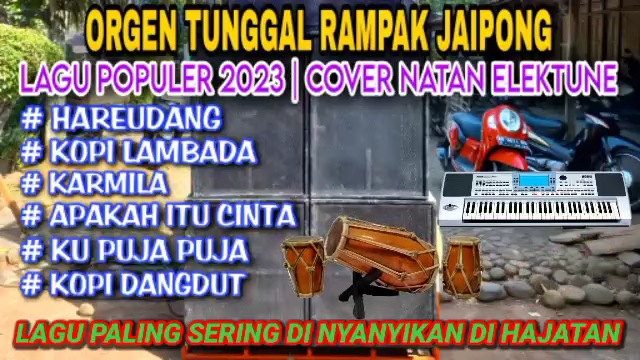 ORGEN TUNGGAL RAMPAK JAIPONG
LAGU POPULER 2023 | COVER NATAN ELEKTUNE
# HAREUDANG
# KOPI LAMBADA
# KARMILA
# APAKAH ITU CINTA
# KU PUJA PUJA
# KOPI DANGDUT
LAGU PALING SERING DI NYANYIKAN DI HAJATAN